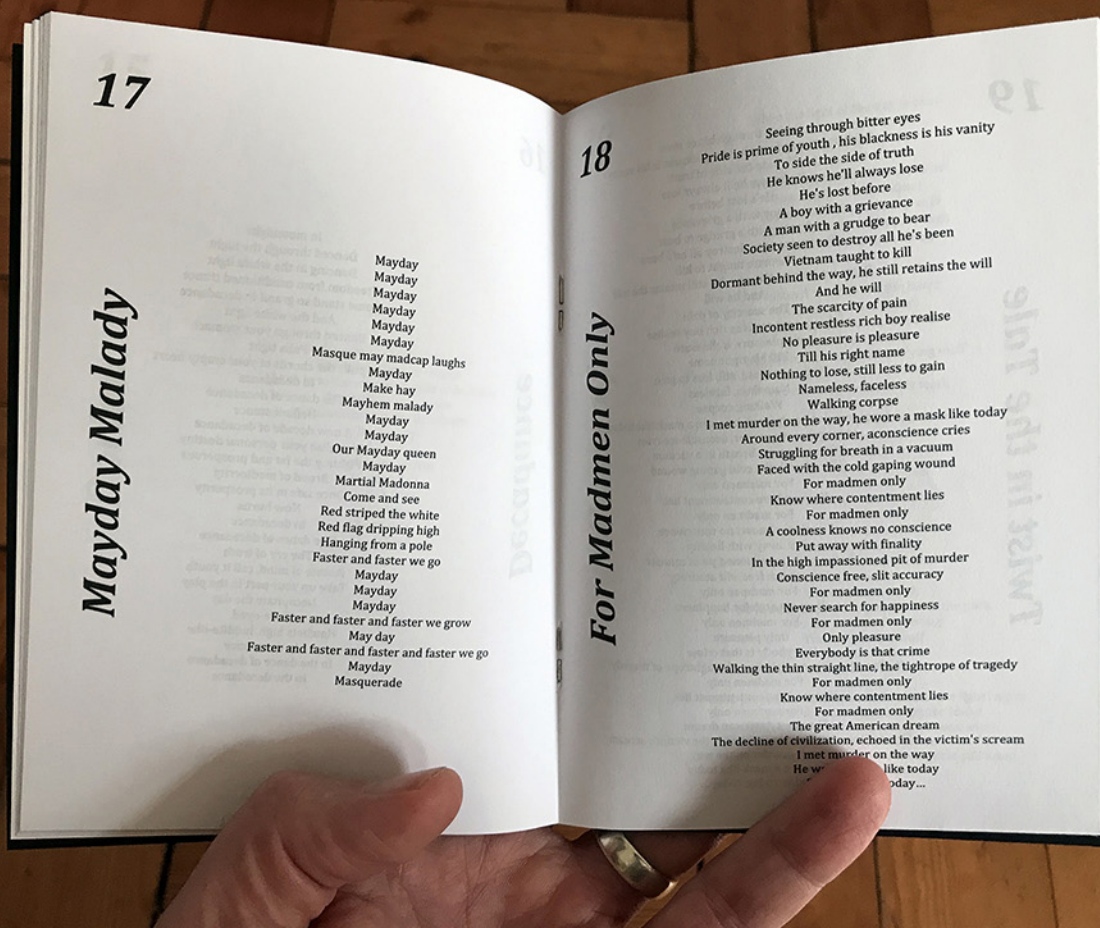 17
Mayday Malady
Mayday
Mayday
Mayday
Mayday
Mayday
Mayday
Masque may madcap laughs
Mayday
Make hay
Mayhem malady
Mayday
Mayday
Our Mayday queen
Mayday
Martial Madonna
Come and see
Red striped the white
Red flag dripping high
Hanging from a pole
Faster and faster we go
Mayday
Mayday
Mayday
Faster and faster and faster we grow
May day
Faster and faster and faster and faster we go
Mayday
Masquerade
18
For Madmen Only
Seeing through bitter eyes
Pride is prime of youth , his blackness is his vanity
To side the side of truth
He knows he'll always lose
He's lost before
A boy with a grievance
A man with a grudge to bear
Society seen to destroy all he's been
Vietnam taught to kill
Dormant behind the way, he still retains the will
And he will
The scarcity of pain
Incontent restless rich boy realise
No pleasure is pleasure
Till his right name
Nothing to lose, still less to gain
Nameless, faceless
Walking corpse
I met murder on the way, he wore a mask like today
Around every corner, aconscience cries
Struggling for breath in a vacuum
Faced with the cold gaping wound
For madmen only
Know where contentment lies
For madmen only
A coolness knows no conscience
Put away with finality
In the high impassioned pit of murder
Conscience free, slit accuracy
For madmen only
Never search for happiness
For madmen only
Only pleasure
Everybody is that crime
Walking the thin straight line, the tightrope of tragedy
For madmen only
Know where contentment lies
For madmen only
The great American dream
The decline of civilization, echoed in the victim's scream
I met murder on the way
He like today
19
Twist in the Tale
16
Decadance